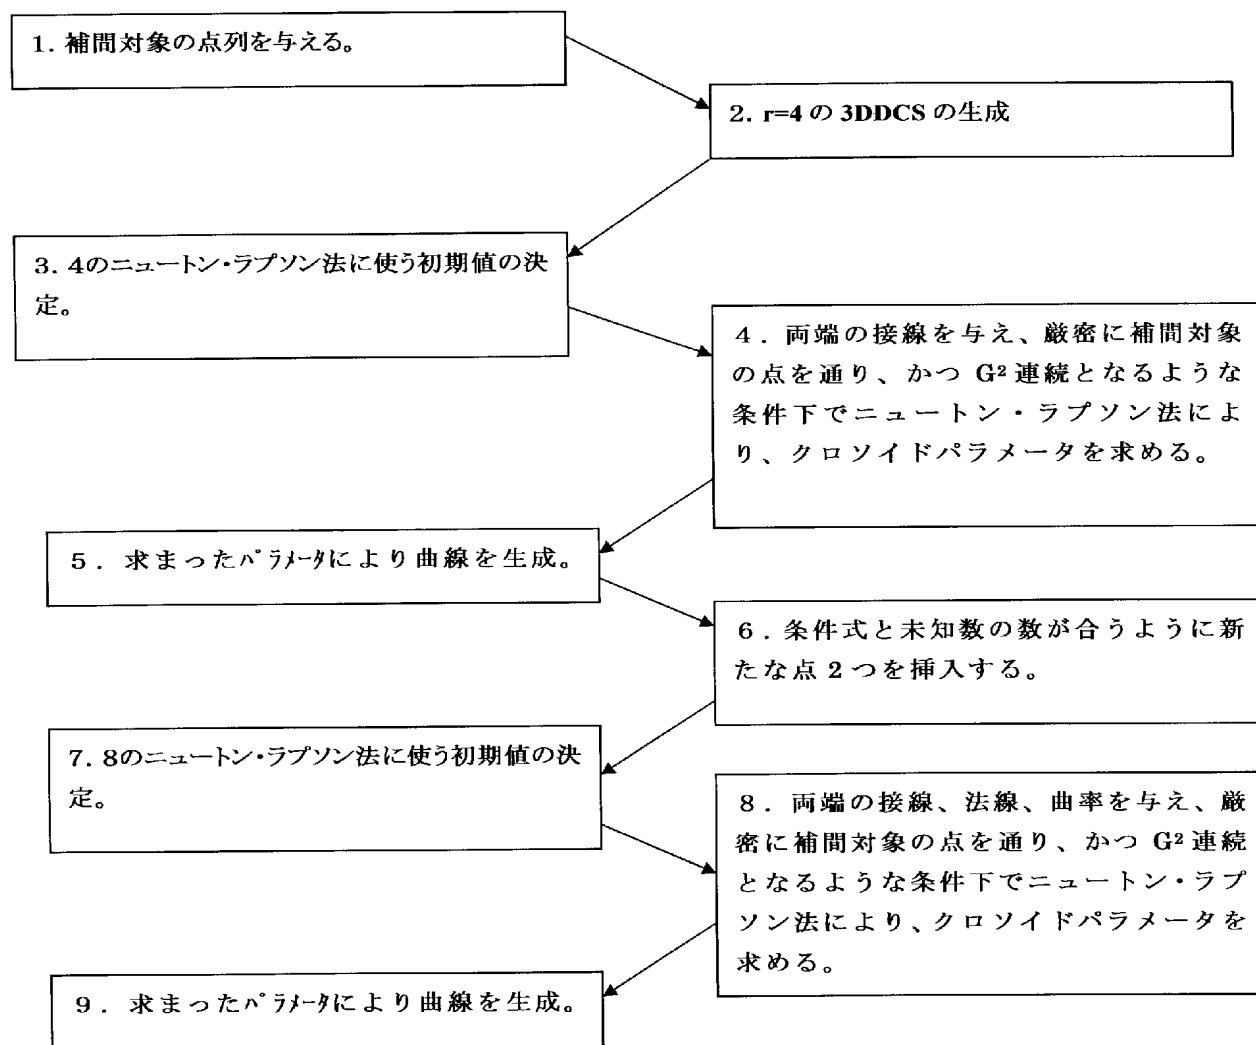 1. 補間対象の点列を与える。
2. r=4 の 3DDCS の生成
3. 4のニュートン・ラプソン法に使う初期値の決
定。
4. 両端の接線を与え、厳密に補間対象
の点を通り、かつ G² 連続となるような
条件下でニュートン・ラプソン法によ
り、クロソイドパラメータを求める。
5. 求まったパラメータにより曲線を生成。
6. 条件式と未知数の数が合うように新
たな点 2 つを挿入する。
7. 8のニュートン・ラプソン法に使う初期値の決
定。
8. 両端の接線、法線、曲率を与え、厳
密に補間対象の点を通り、かつ G² 連続
となるような条件下でニュートン・ラプ
ソン法により、クロソイドパラメータを
求める。
9. 求まったパラメータにより曲線を生成。